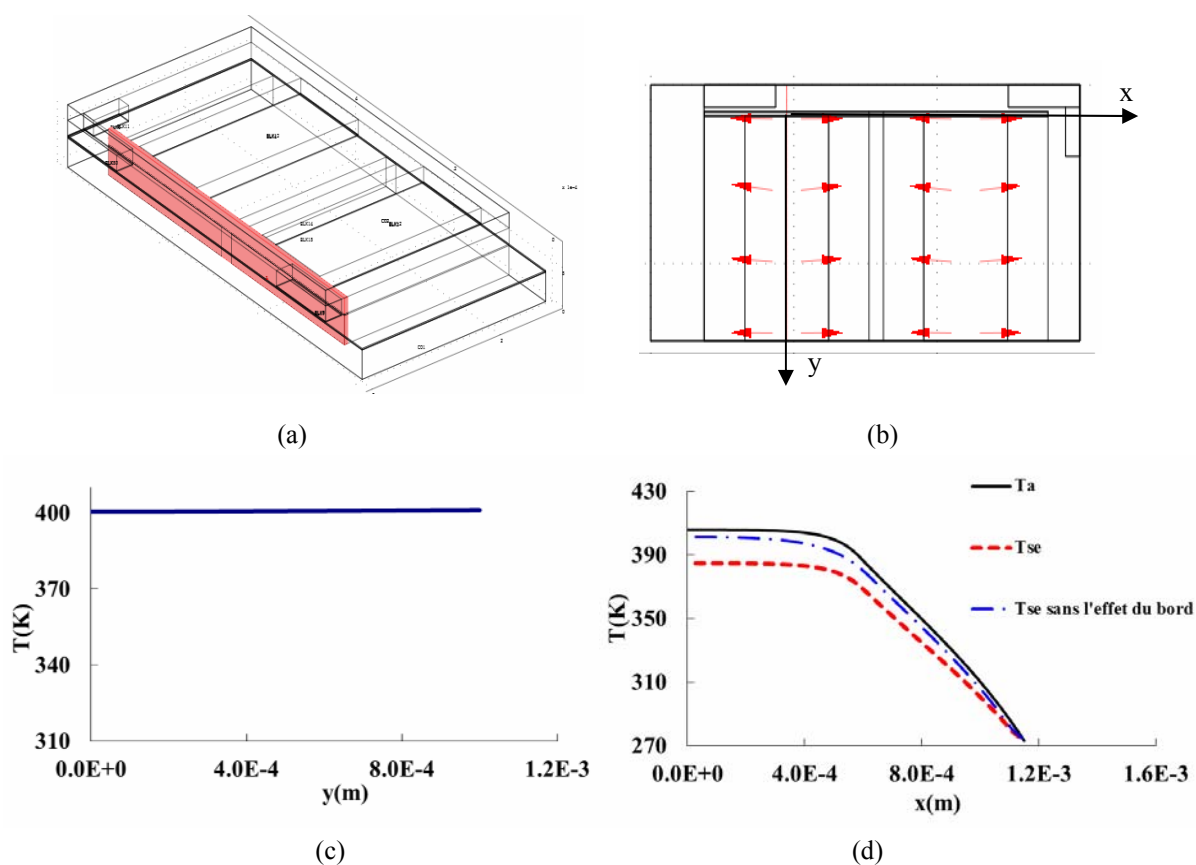 x
y
(a)
(b)
400
370
340
310
T(K)
0.0E+0
4.0E-4
8.0E-4
1.2E-3
y(m)
(c)
430
390
350
310
270
T(K)
0.0E+0
4.0E-4
8.0E-4
1.2E-3
1.6E-3
x(m)
Ta
Tse
Tse sans l'effet du bord
(d)